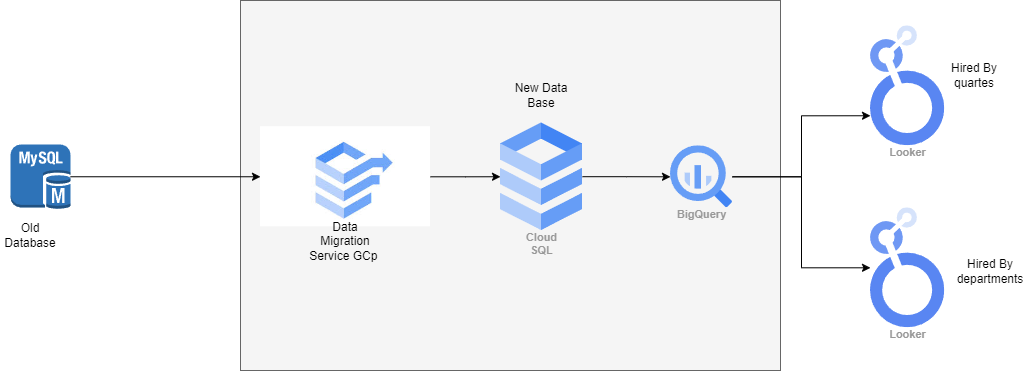 MySQL
M
Old
Database
Data
Migration
Service GCp
New Data
Base
Cloud
SQL
BigQuery
Hired By
quartes
Looker
Hired By
departments
Looker